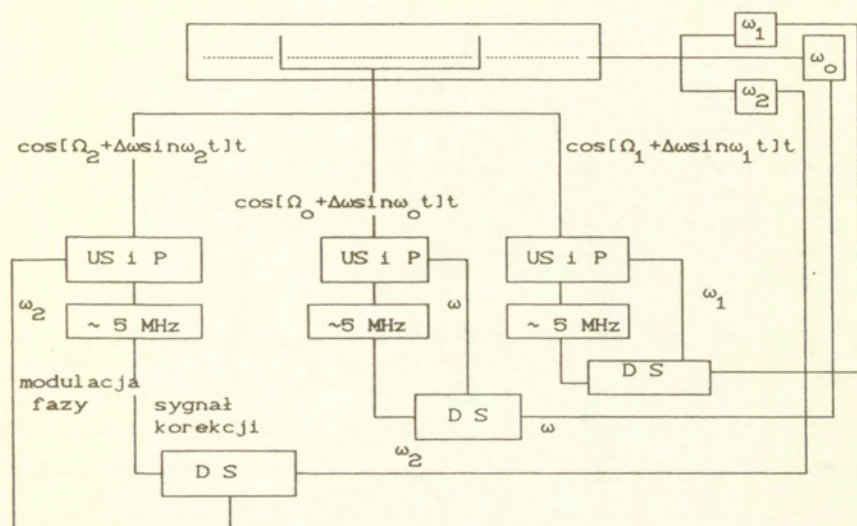 ω₁
ω₀
ω₂
cos[Ω₂+Δωsinω₂t]t
cos[Ω₁+Δωsinω₁t]t
cos[Ω₀+Δωsinω₀t]t
US i P
US i P
US i P
ω₂
ω
ω₁
~ 5 MHz
~5 MHz
~ 5 MHz
modulacja
fazy
D S
sygnał
korekcji
D S
ω
ω₂
D S